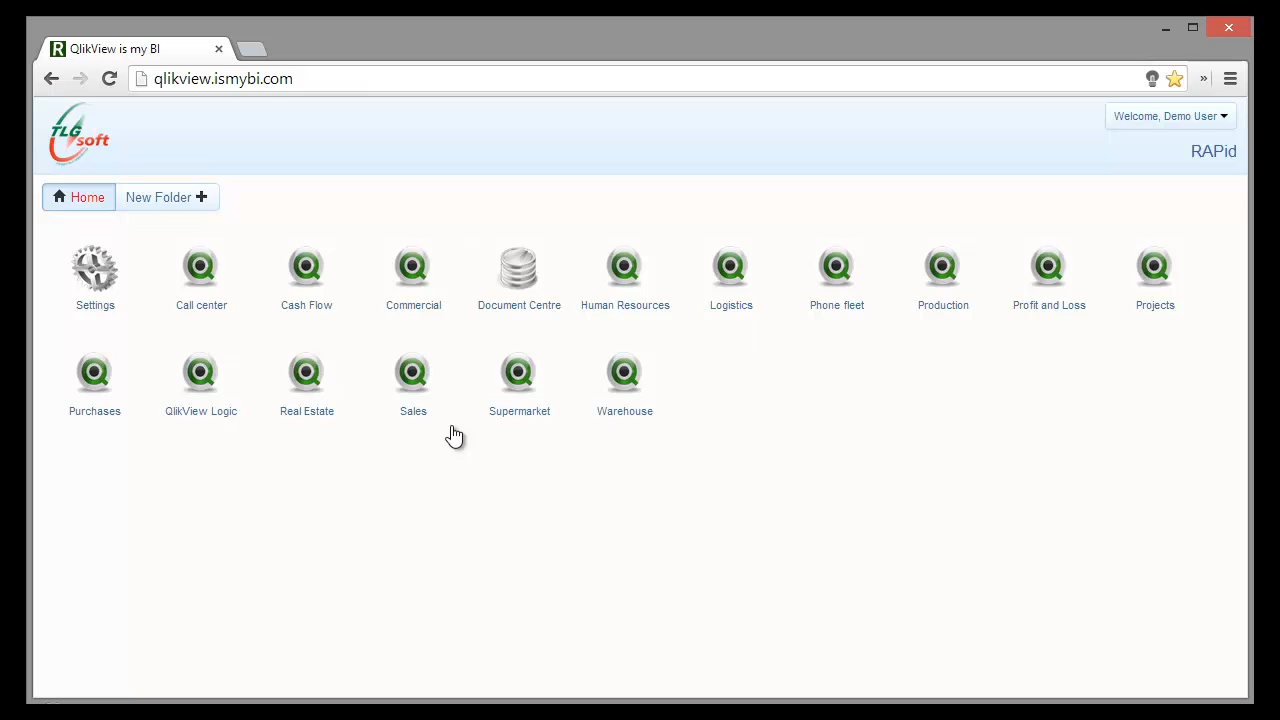 QlikView is my BI
qlikview.ismybi.com
TLG soft
Welcome, Demo User
RAPid
Home New Folder
Settings Call center Cash Flow Commercial Document Centre Human Resources Logistics Phone fleet Production Profit and Loss Projects
Purchases QlikView Logic Real Estate Sales Supermarket Warehouse